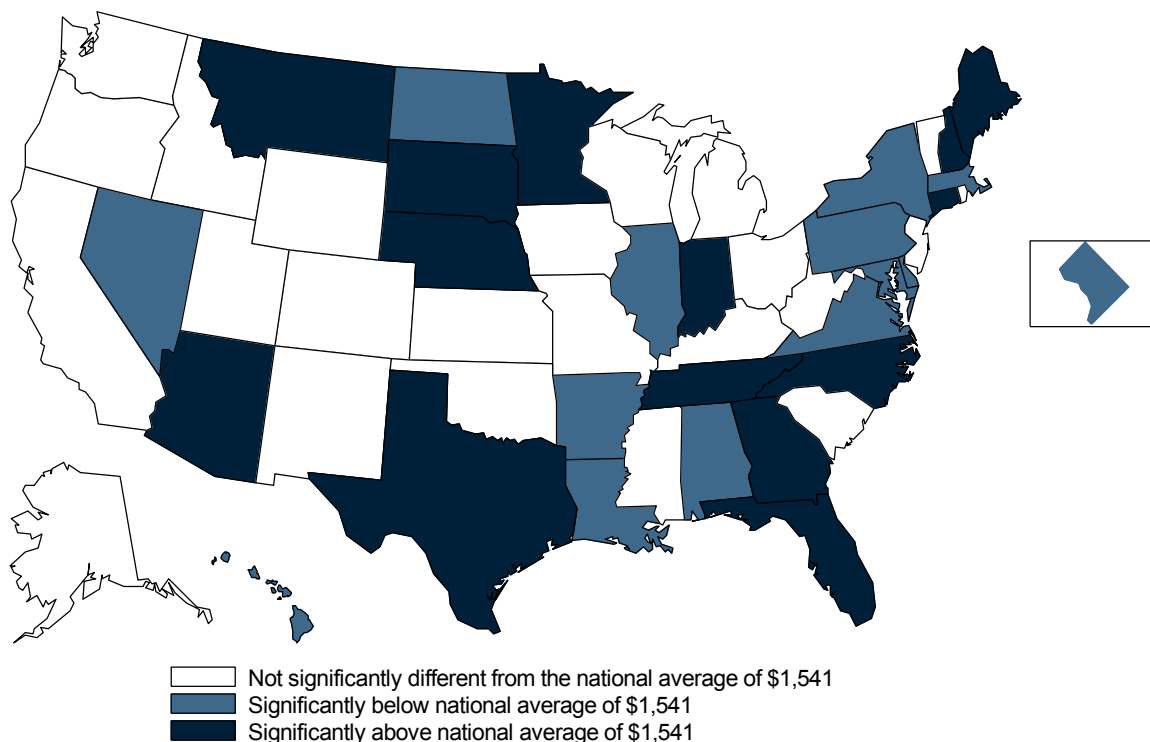 Not significantly different from the national average of $1,541
Significantly below national average of $1,541
Significantly above national average of $1,541